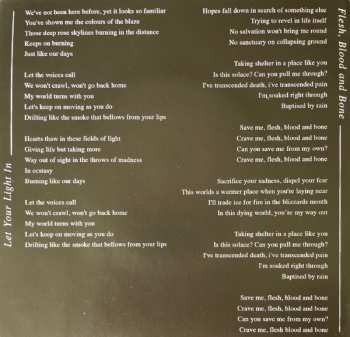 Let Your Light In
We've not been here before, yet it looks so familiar
You've shown me the colours of the blaze
Those deep rose skylines burning in the distance
Keeps on burning
Just like our days

Let the voices call
We won't crawl, won't go back home
My world turns with you
Let's keep on moving as you do
Drifting like the smoke that bellows from your lips

Hearts thaw in these fields of light
Giving life but taking more
Way out of sight in the throws of madness
In ecstasy
Burning like our days

Let the voices call
We won't crawl, won't go back home
My world turns with you
Let's keep on moving as you do
Drifting like the smoke that bellows from your lips

Flesh, Blood and Bone
Hopes fall down in search of something else
Trying to revel in life itself
No salvation won't bring me round
No sanctuary on collapsing ground

Taking shelter in a place like you
Is this solace? Can you pull me through?
I've transcended death, i've transcended pain
I'm soaked right through
Baptised by rain

Save me, flesh, blood and bone
Crave me, flesh, blood and bone
Can you save me from my own?
Crave me, flesh, blood and bone

Sacrifice your sadness, dispel your fear
This worlds a warmer place when you're laying near
I'll trade ice for fire in the blizzards mouth
In this dying world, you're my way out

Taking shelter in a place like you
Is this solace? Can you pull me through?
I've transcended death, i've transcended pain
I'm soaked right through
Baptised by rain

Save me, flesh, blood and bone
Crave me, flesh, blood and bone
Can you save me from my own?
Crave me, flesh blood and bone